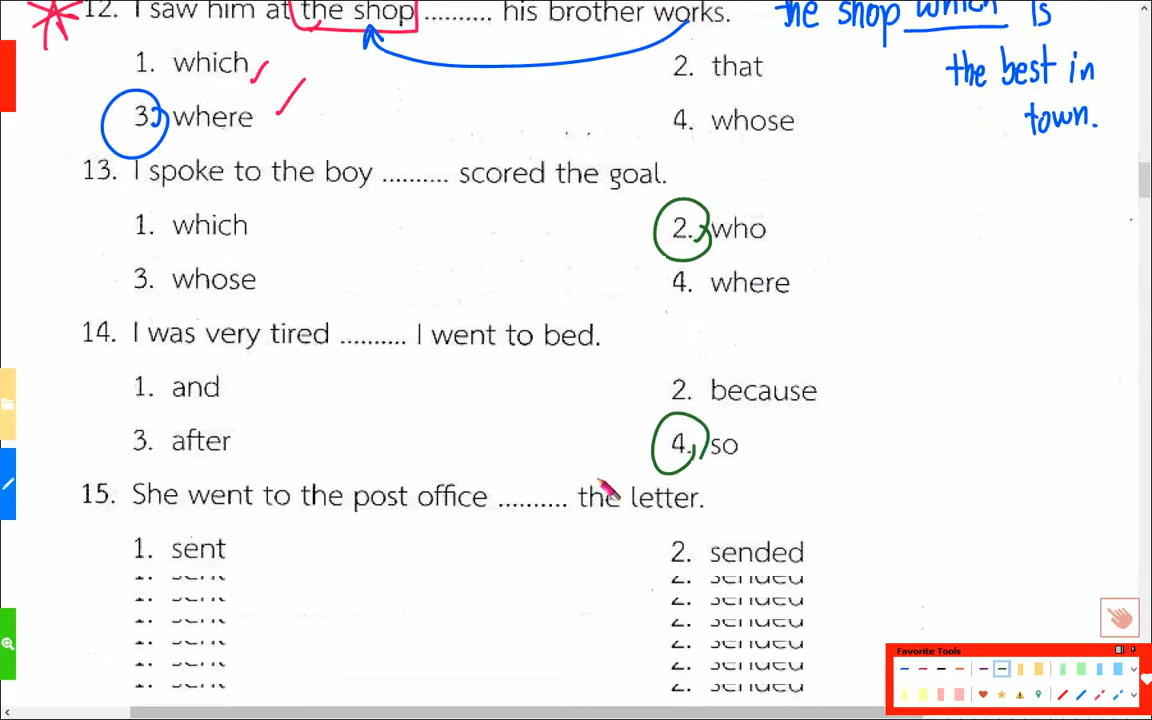 12. I saw him at the shop .......... his brother works.
the shop which is
the best in
town.
1. which
2. that
3. where
4. whose
13. I spoke to the boy .......... scored the goal.
1. which
2. who
3. whose
4. where
14. I was very tired .......... I went to bed.
1. and
2. because
3. after
4. so
15. She went to the post office .......... the letter.
1. sent
2. sended
Favorite Tools